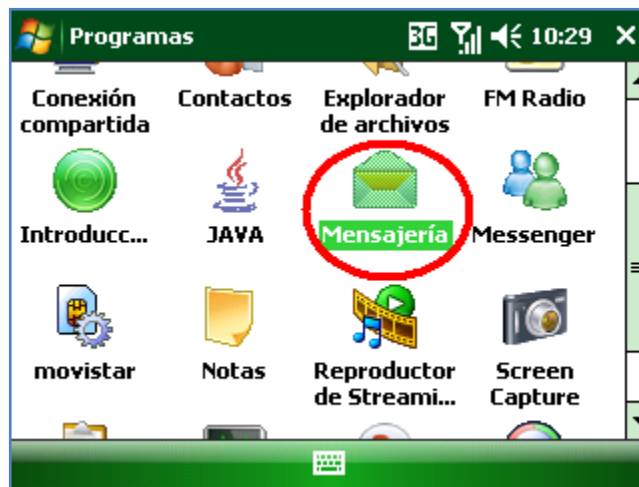 Programas
3G
10:29
Conexión
compartida
Contactos
Explorador
de archivos
FM Radio
Introducc...
JAVA
Mensajería
Messenger
movistar
Notas
Reproductor
de Streami...
Screen
Capture